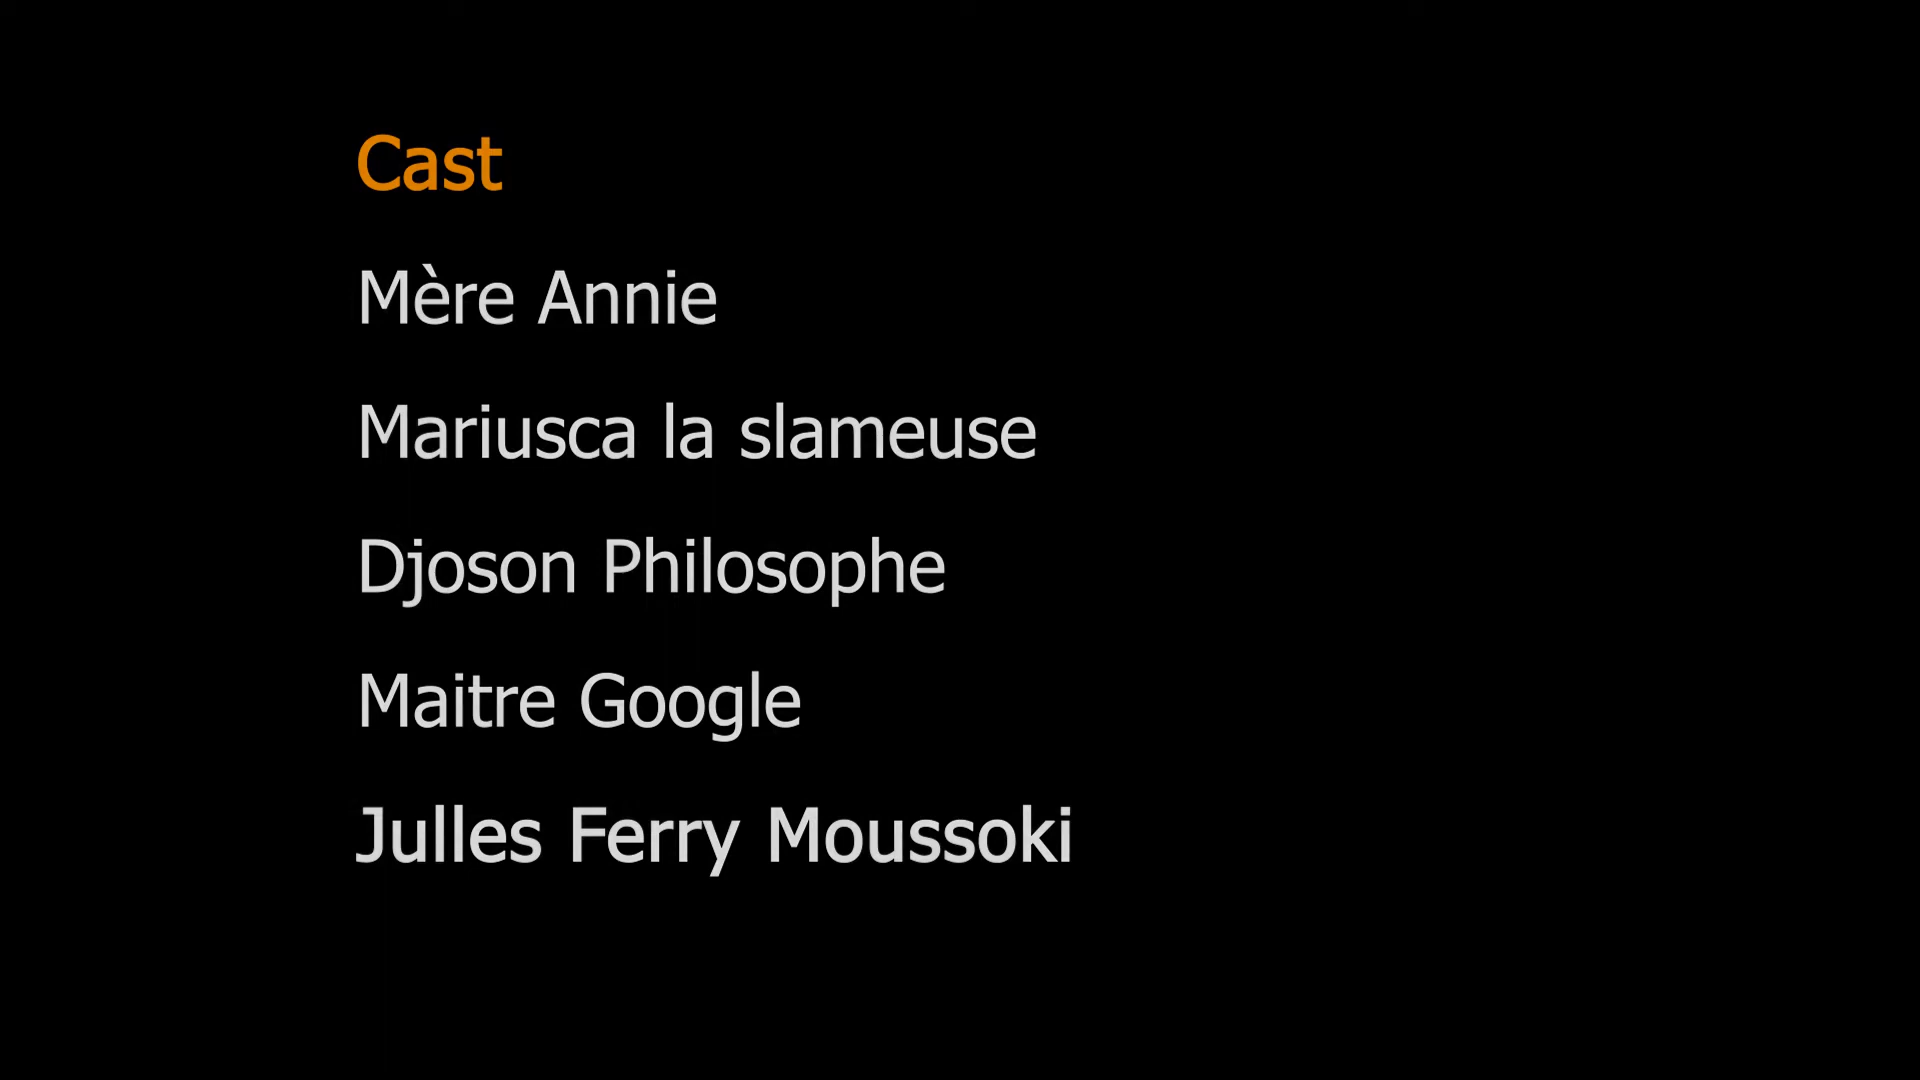 Cast
Mère Annie
Mariusca la slameuse
Djoson Philosophe
Maitre Google
Julles Ferry Moussoki